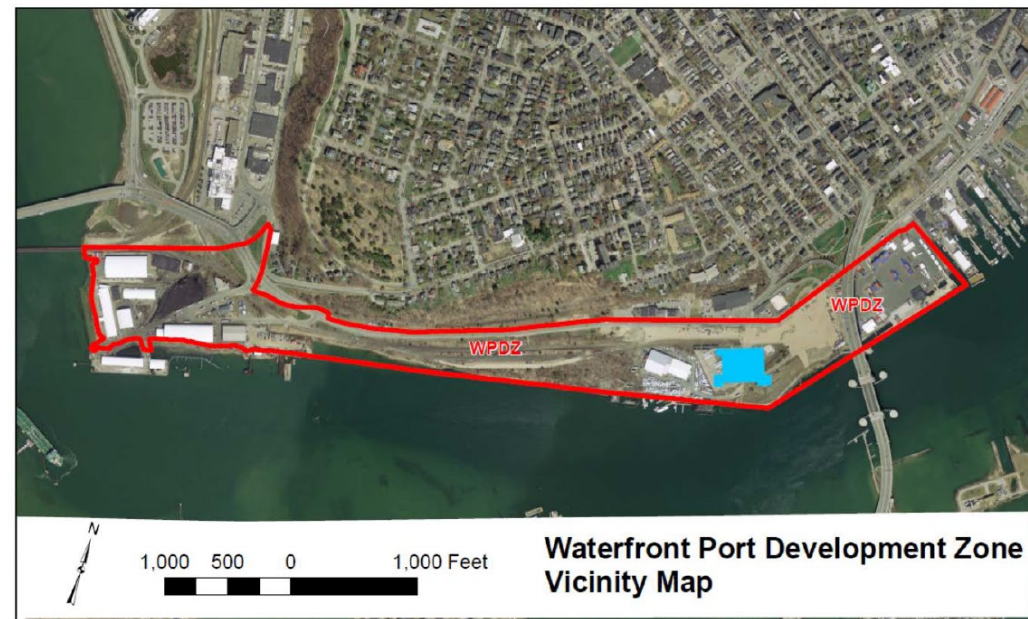 WPDZ
WPDZ
N
1,000 500 0 1,000 Feet
Waterfront Port Development Zone
Vicinity Map